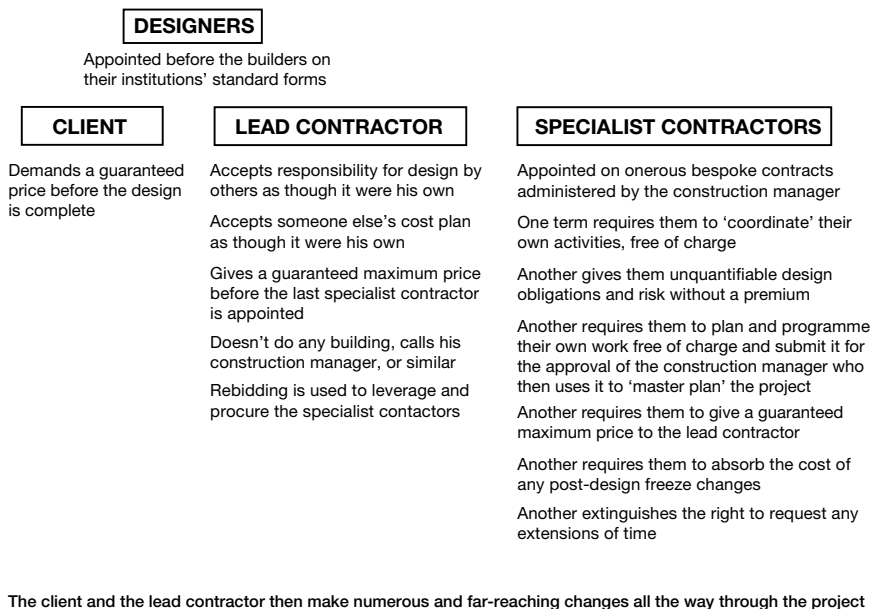 DESIGNERS
Appointed before the builders on
their institutions’ standard forms
CLIENT
Demands a guaranteed
price before the design
is complete
LEAD CONTRACTOR
Accepts responsibility for design by
others as though it were his own
Accepts someone else’s cost plan
as though it were his own
Gives a guaranteed maximum price
before the last specialist contractor
is appointed
Doesn’t do any building, calls his
construction manager, or similar
Rebidding is used to leverage and
procure the specialist contactors
SPECIALIST CONTRACTORS
Appointed on onerous bespoke contracts
administered by the construction manager
One term requires them to ‘coordinate’ their
own activities, free of charge
Another gives them unquantifiable design
obligations and risk without a premium
Another requires them to plan and programme
their own work free of charge and submit it for
the approval of the construction manager who
then uses it to ‘master plan’ the project
Another requires them to give a guaranteed
maximum price to the lead contractor
Another requires them to absorb the cost of
any post-design freeze changes
Another extinguishes the right to request any
extensions of time
The client and the lead contractor then make numerous and far-reaching changes all the way through the project